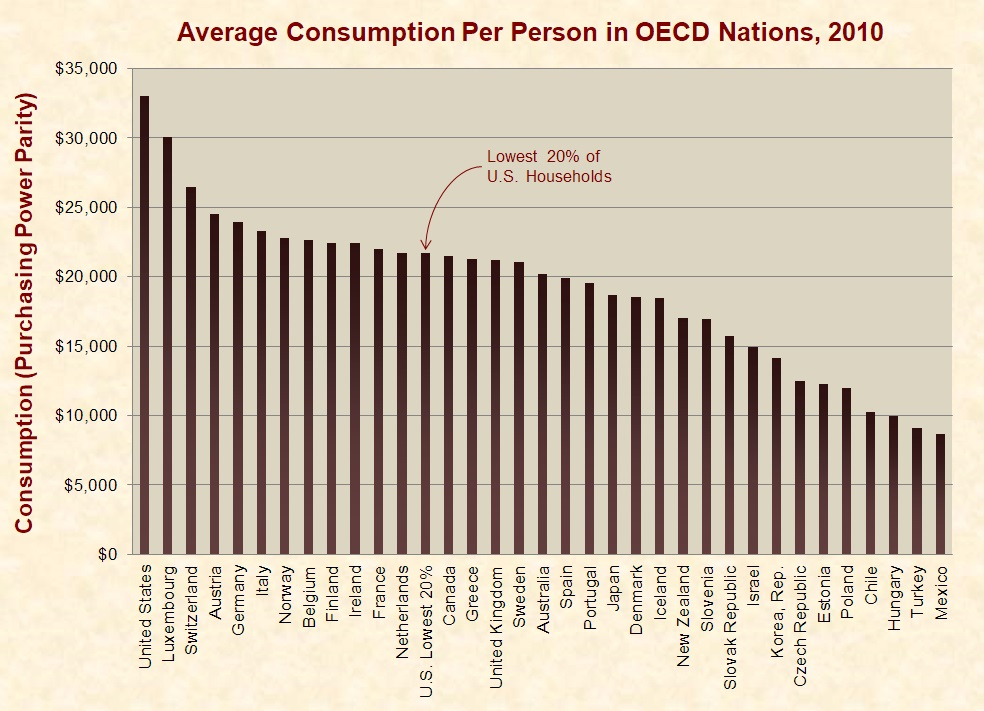 Average Consumption Per Person in OECD Nations, 2010
Consumption (Purchasing Power Parity)
$35,000
$30,000
$25,000
$20,000
$15,000
$10,000
$5,000
$0
Lowest 20% of
U.S. Households
United States
Luxembourg
Switzerland
Austria
Germany
Italy
Norway
Belgium
Finland
Ireland
France
Netherlands
U.S. Lowest 20%
Canada
Greece
United Kingdom
Sweden
Australia
Spain
Portugal
Japan
Denmark
Iceland
New Zealand
Slovenia
Slovak Republic
Israel
Korea, Rep.
Czech Republic
Estonia
Poland
Chile
Hungary
Turkey
Mexico